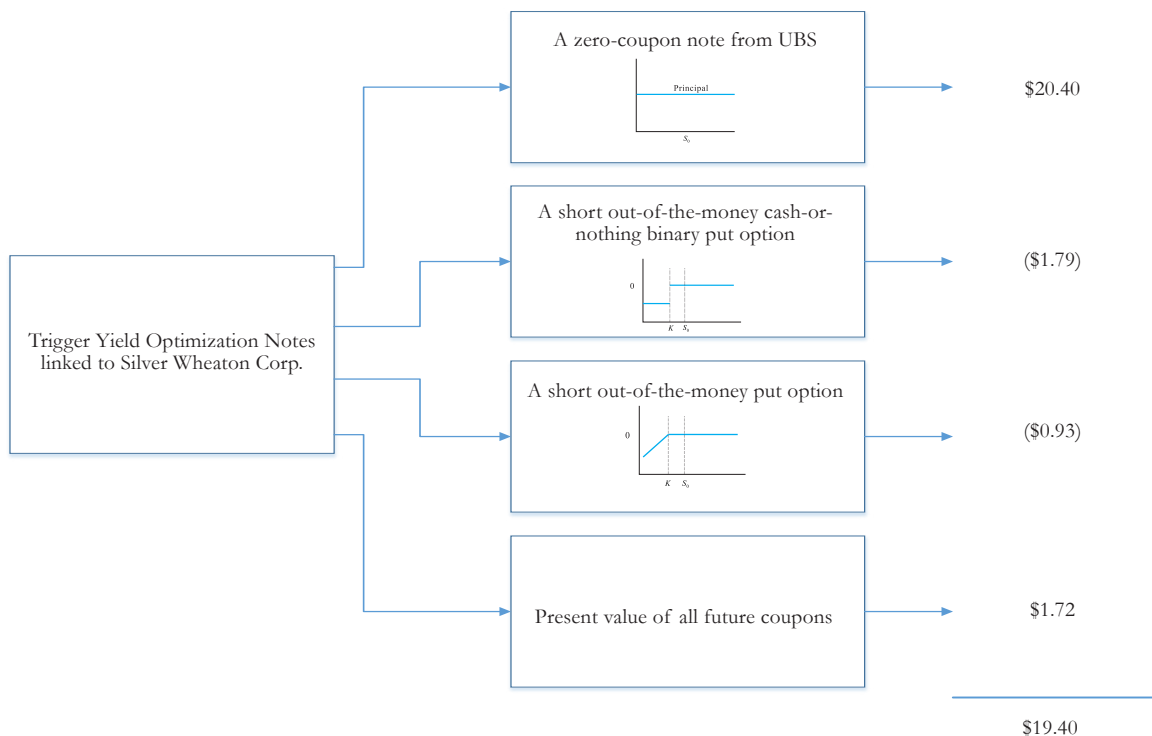 A zero-coupon note from UBS
Principal
S0
$20.40
A short out-of-the-money cash-or-
nothing binary put option
0
K S0
($1.79)
Trigger Yield Optimization Notes
linked to Silver Wheaton Corp.
A short out-of-the-money put option
0
K S0
($0.93)
Present value of all future coupons
$1.72
$19.40